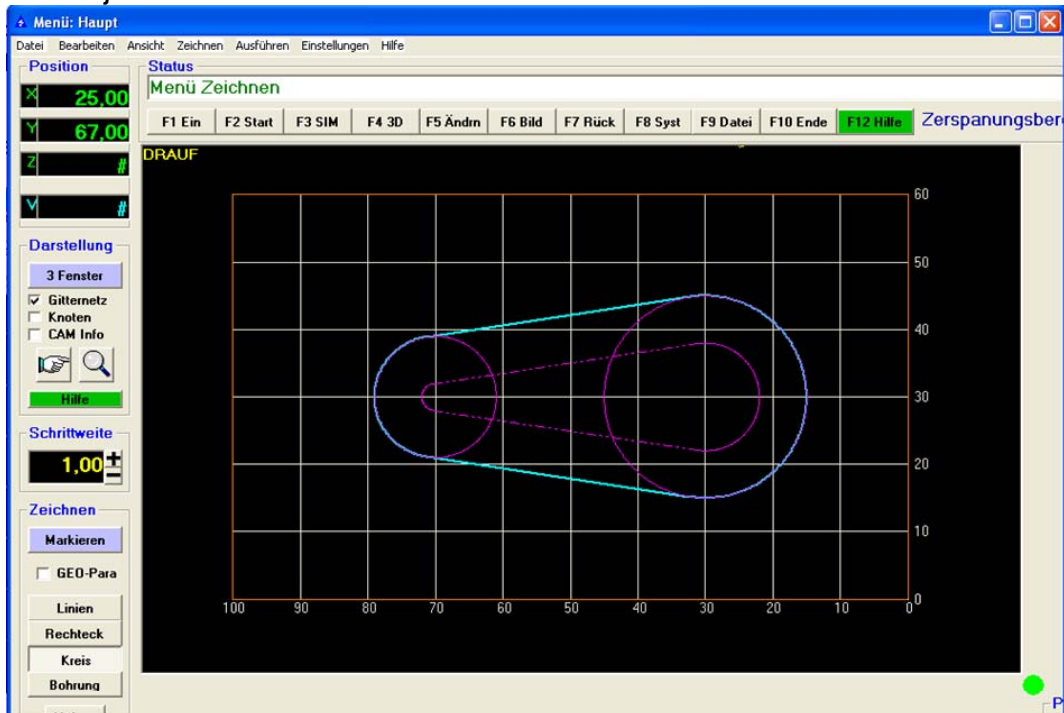 Menü: Haupt
Datei Bearbeiten Ansicht Zeichnen Ausführen Einstellungen Hilfe
Position
X 25,00
Y 67,00
Z #
V #
Status
Menü Zeichnen
F1 Ein F2 Start F3 SIM F4 3D F5 Ändrn F6 Bild F7 Rück F8 Syst F9 Datei F10 Ende F12 Hilfe Zerspanungsber
DRAUF
Darstellung
3 Fenster
Gitternetz
Knoten
CAM Info
Hilfe
Schrittweite
1,00
Zeichnen
Markieren
GEO-Para
Linien
Rechteck
Kreis
Bohrung
60
50
40
30
20
10
0
100 90 80 70 60 50 40 30 20 10 0
P